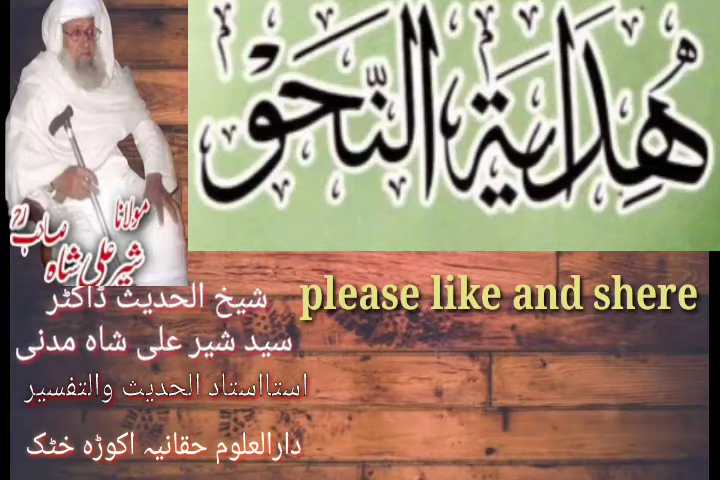 هداية النحو
مولانا
شیر علی شاہ
صاحب
please like and shere
شیخ الحدیث ڈاکٹر
سید شیر علی شاہ مدنی
استااستاد الحدیث والتفسیر
دارالعلوم حقانیہ اکوڑہ خٹک